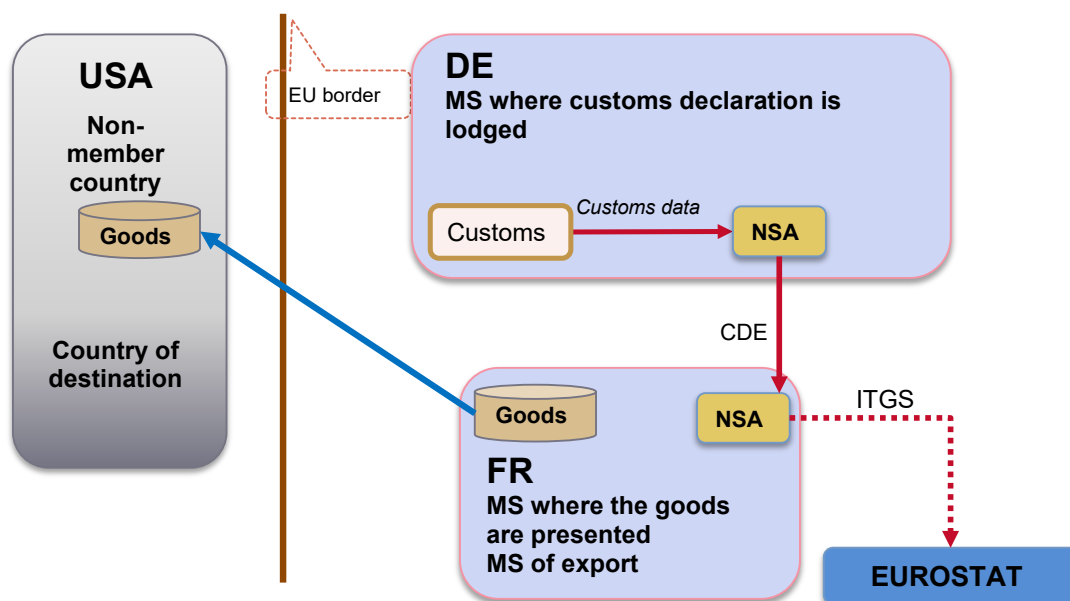 USA
Non-
member
country
Goods
Country of
destination
EU border
DE
MS where customs declaration is
lodged
Customs
Customs data
NSA
CDE
Goods
NSA
ITGS
FR
MS where the goods
are presented
MS of export
EUROSTAT